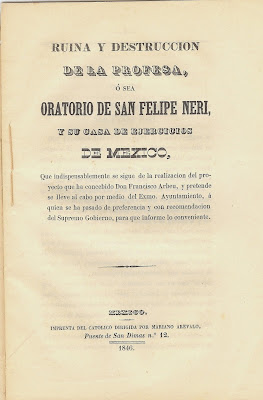 RUINA Y DESTRUCCION
DE LA PROFESA,
Ó SEA
ORATORIO DE SAN FELIPE NERI,
Y SU CASA DE EJERCICIOS
DE MEXICO,
Que indispensablemente se sigue de la realizacion del pro-
yecto que ha concebido Don Francisco Arbeu, y pretende
se lleve al cabo por medio del Exmo. Ayuntamiento, á
quien se ha pasado de preferencia y con recomendacion
del Supremo Gobierno, para que informe lo conveniente.
MEXICO.
IMPRENTA DEL CATOLICO DIRIGIDA POR MARIANO ARÉVALO,
Puente de San Dimas n.º 12.
1846.